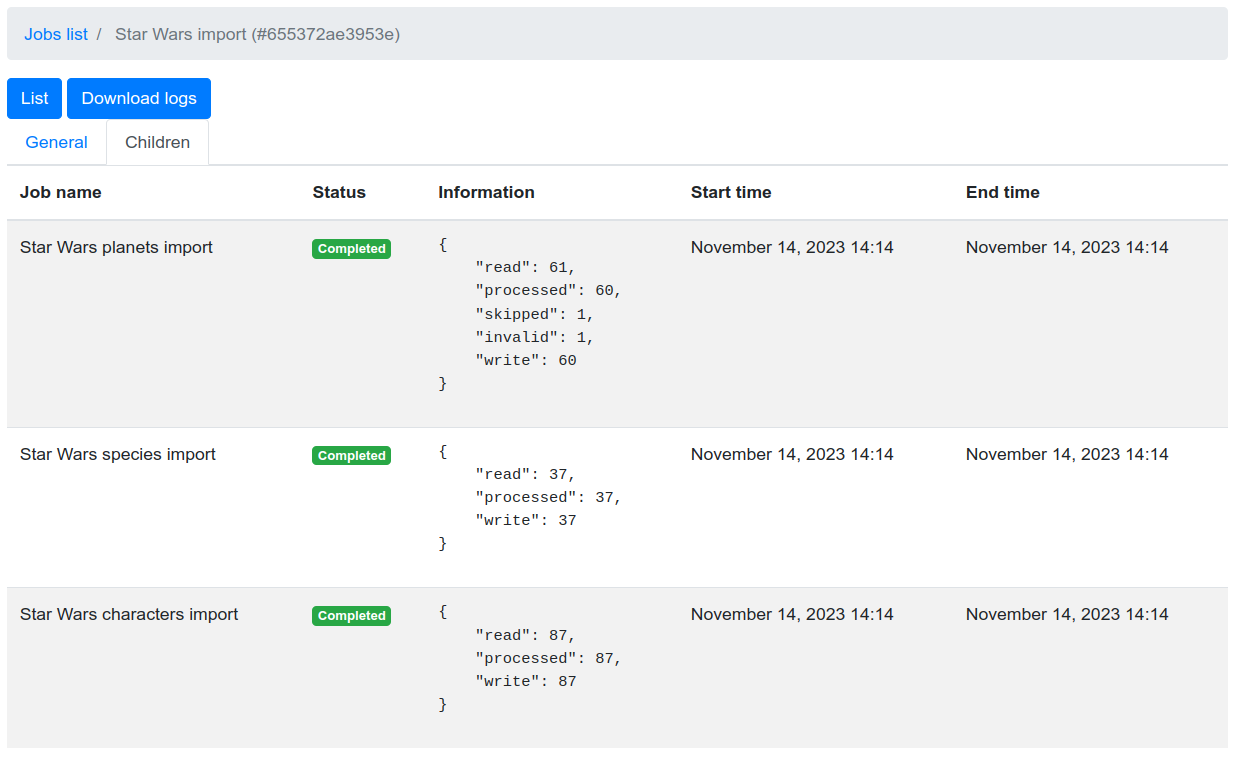 Jobs list / Star Wars import (#655372ae3953e)
List Download logs
General Children
Job name Status Information Start time End time
Star Wars planets import Completed { November 14, 2023 14:14 November 14, 2023 14:14
"read": 61,
"processed": 60,
"skipped": 1,
"invalid": 1,
"write": 60
}
Star Wars species import Completed { November 14, 2023 14:14 November 14, 2023 14:14
"read": 37,
"processed": 37,
"write": 37
}
Star Wars characters import Completed { November 14, 2023 14:14 November 14, 2023 14:14
"read": 87,
"processed": 87,
"write": 87
}